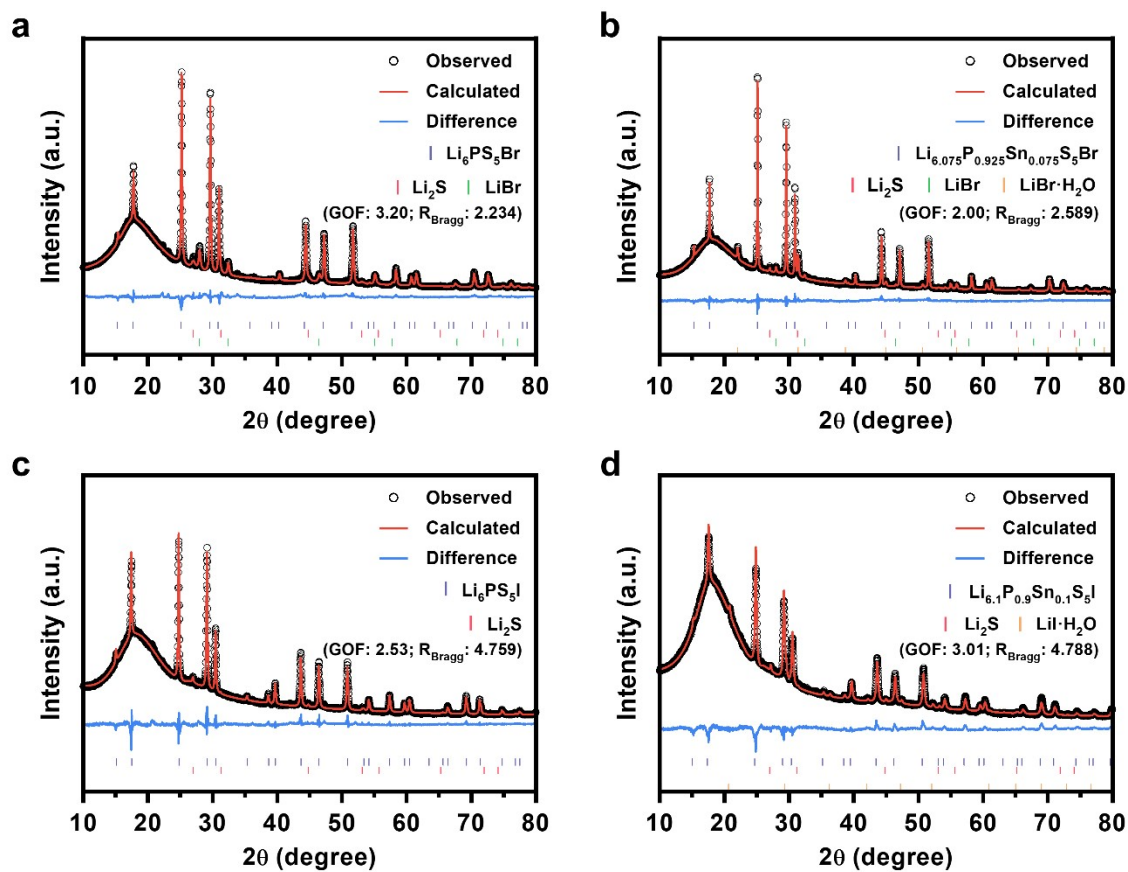 a
Intensity (a.u.)
Observed
Calculated
Difference
Li₆PS₅Br
Li₂S LiBr
(GOF: 3.20; R_Bragg: 2.234)
10 20 30 40 50 60 70 80
2θ (degree)
b
Intensity (a.u.)
Observed
Calculated
Difference
Li₆.₀₇₅P₀.₉₂₅Sn₀.₀₇₅S₅Br
Li₂S LiBr LiBr·H₂O
(GOF: 2.00; R_Bragg: 2.589)
10 20 30 40 50 60 70 80
2θ (degree)
c
Intensity (a.u.)
Observed
Calculated
Difference
Li₆PS₅I
Li₂S
(GOF: 2.53; R_Bragg: 4.759)
10 20 30 40 50 60 70 80
2θ (degree)
d
Intensity (a.u.)
Observed
Calculated
Difference
Li₆.₁P₀.₉Sn₀.₁S₅I
Li₂S LiI·H₂O
(GOF: 3.01; R_Bragg: 4.788)
10 20 30 40 50 60 70 80
2θ (degree)